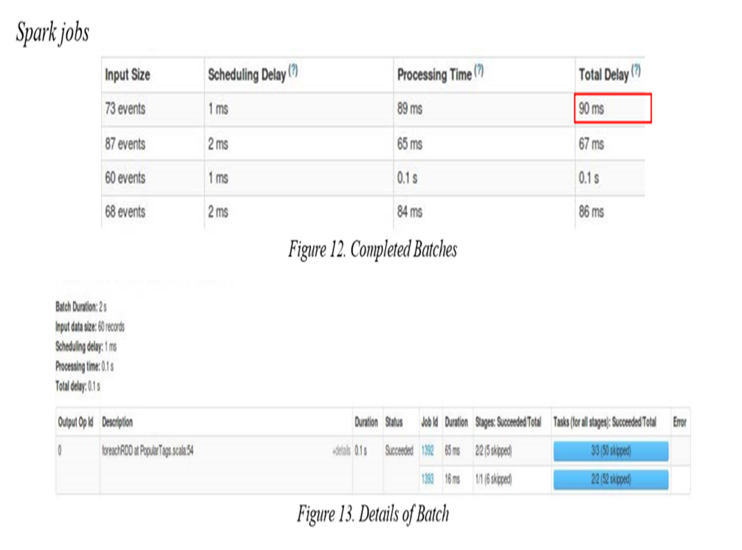 Spark jobs
Input Size Scheduling Delay (?) Processing Time (?) Total Delay (?)
73 events 1 ms 89 ms 90 ms
87 events 2 ms 65 ms 67 ms
60 events 1 ms 0.1 s 0.1 s
68 events 2 ms 84 ms 86 ms
Figure 12. Completed Batches
Batch Duration: 2 s
Input data size: 60 records
Scheduling delay: 1 ms
Processing time: 0.1 s
Total delay: 0.1 s
Output Op Id Description Duration Status Job Id Duration Stages: Succeeded/Total Tasks (for all stages): Succeeded/Total Error
0 foreachRDD at PopularTags.scala:54 +details 0.1 s Succeeded 1392 65 ms 2/2 (5 skipped) 3/3 (50 skipped)
1393 16 ms 1/1 (6 skipped) 2/2 (52 skipped)
Figure 13. Details of Batch